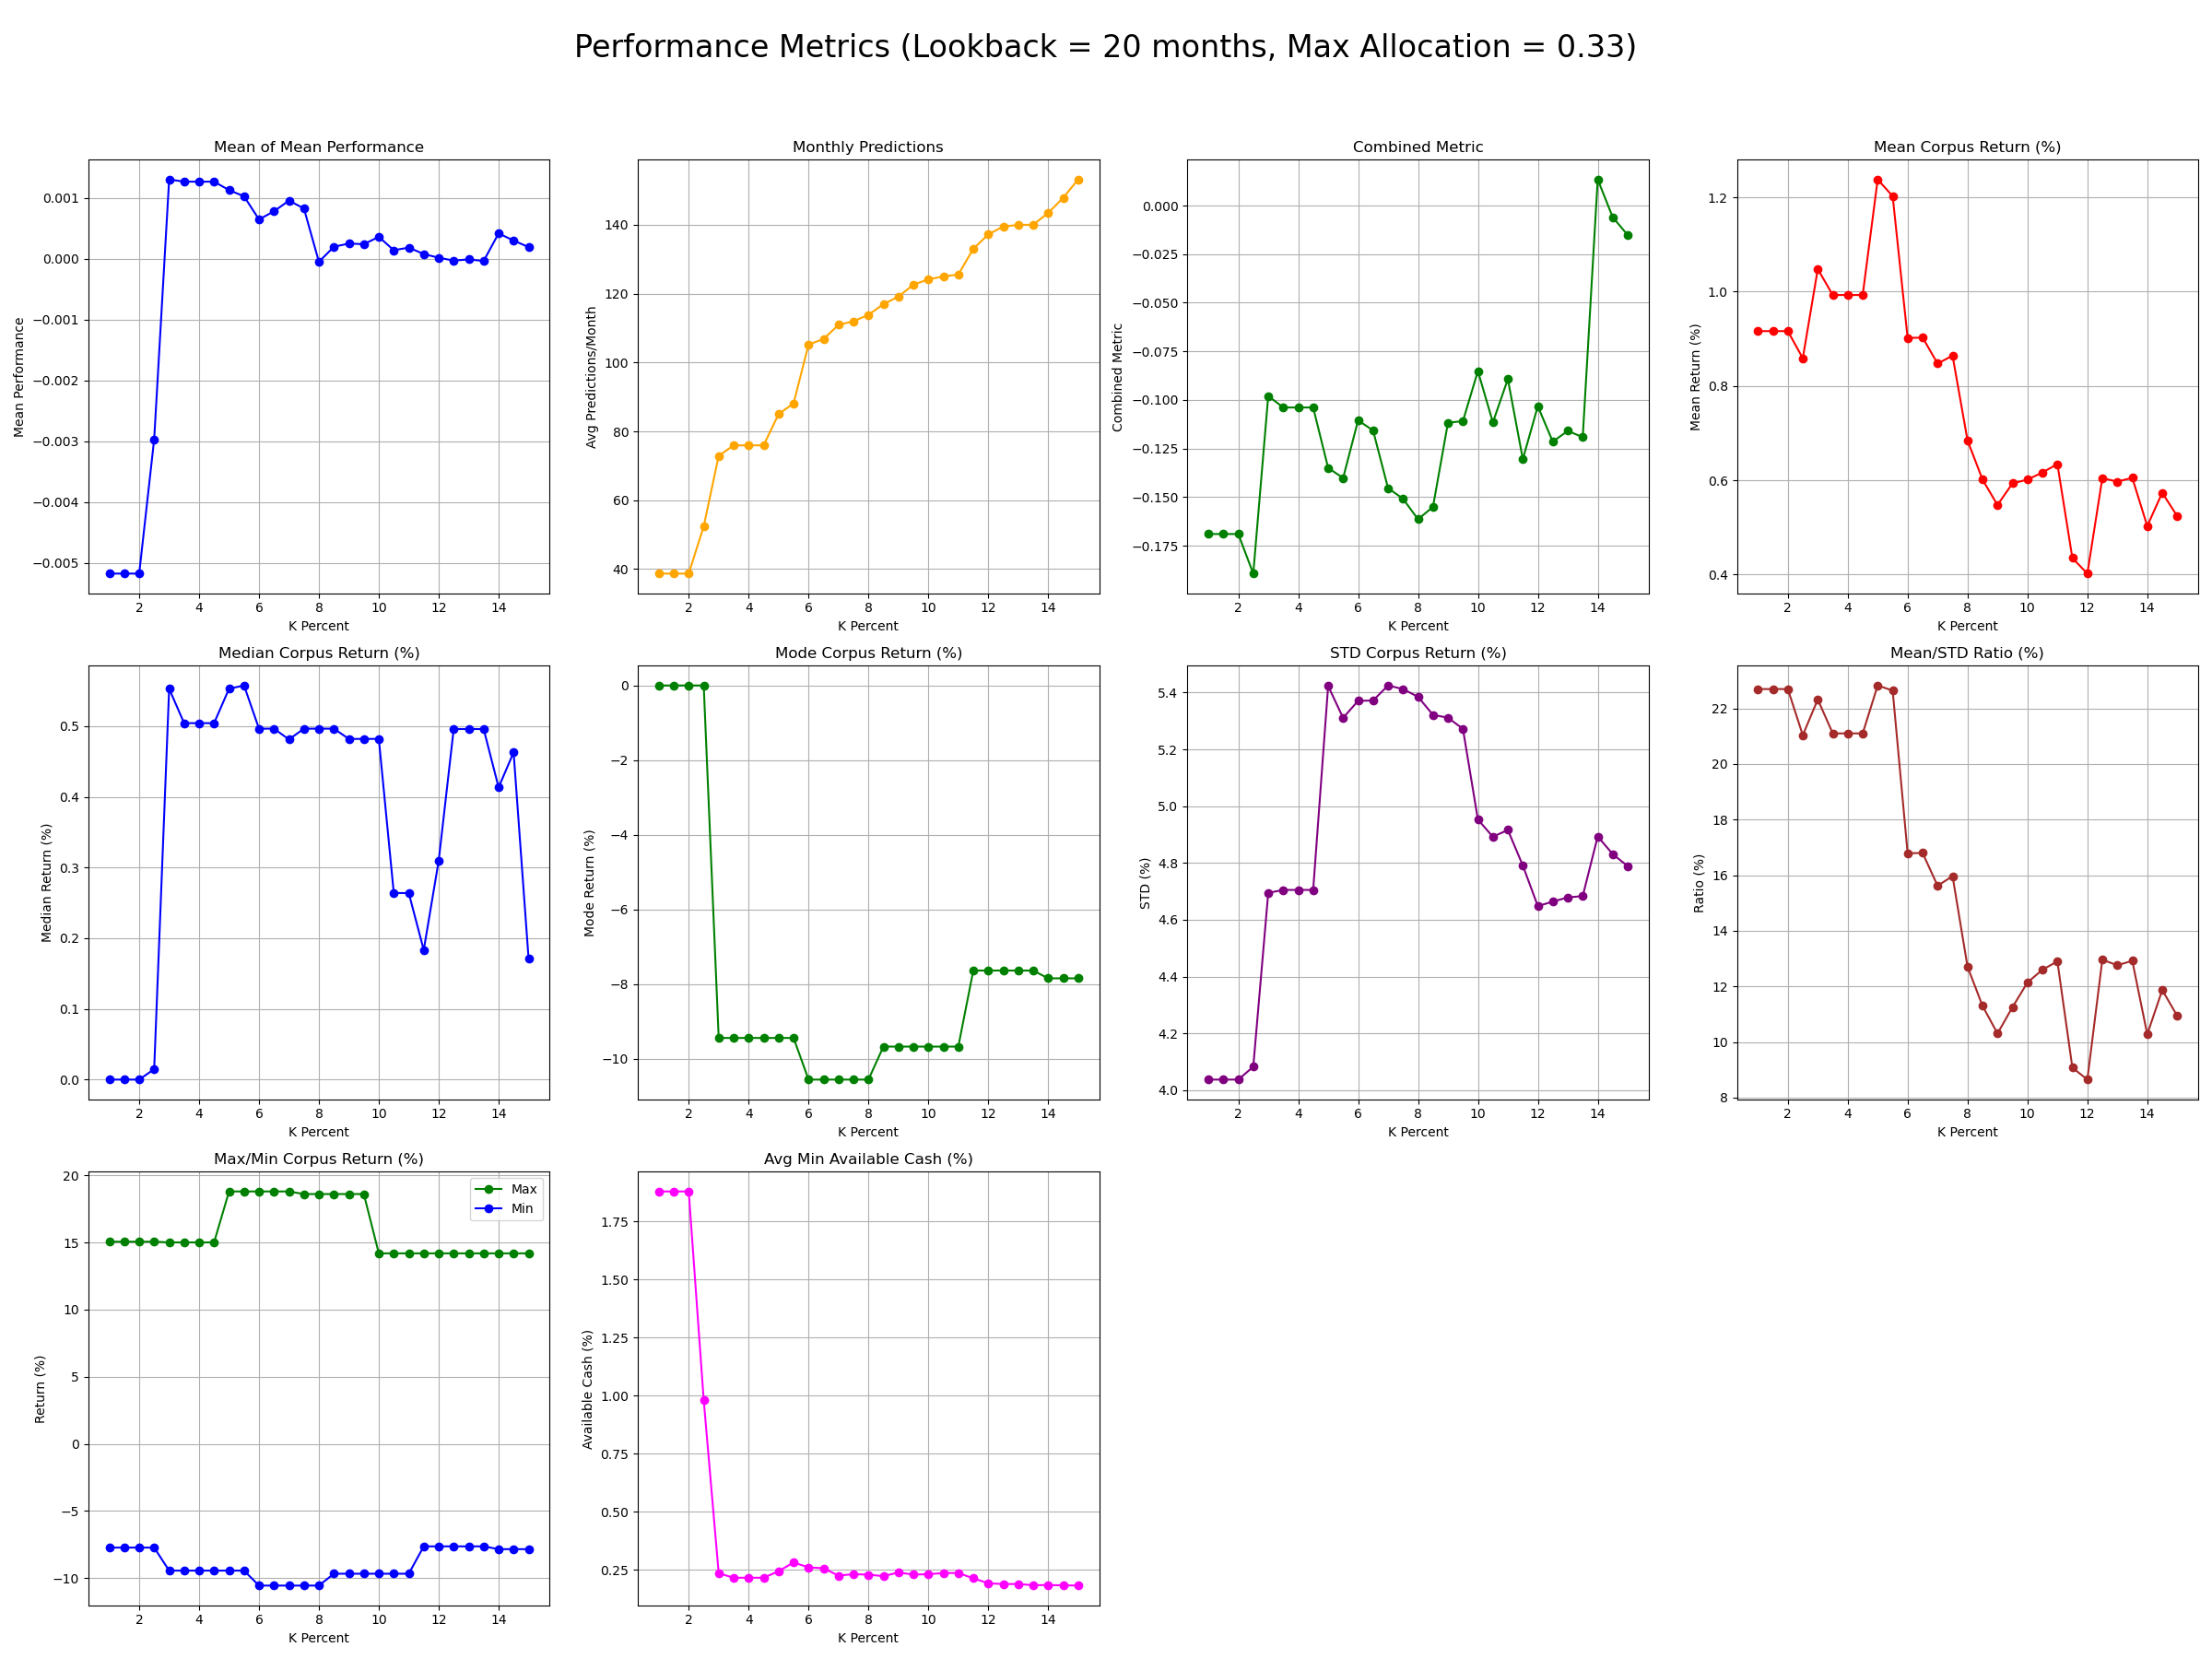 Performance Metrics (Lookback = 20 months, Max Allocation = 0.33)
Mean of Mean Performance
Mean Performance
0.001
0.000
−0.001
−0.002
−0.003
−0.004
−0.005
2 4 6 8 10 12 14
K Percent
Monthly Predictions
Avg Predictions/Month
140
120
100
80
60
40
2 4 6 8 10 12 14
K Percent
Combined Metric
Combined Metric
0.000
−0.025
−0.050
−0.075
−0.100
−0.125
−0.150
−0.175
2 4 6 8 10 12 14
K Percent
Mean Corpus Return (%)
Mean Return (%)
1.2
1.0
0.8
0.6
0.4
2 4 6 8 10 12 14
K Percent
Median Corpus Return (%)
Median Return (%)
0.5
0.4
0.3
0.2
0.1
0.0
2 4 6 8 10 12 14
K Percent
Mode Corpus Return (%)
Mode Return (%)
0
−2
−4
−6
−8
−10
2 4 6 8 10 12 14
K Percent
STD Corpus Return (%)
STD (%)
5.4
5.2
5.0
4.8
4.6
4.4
4.2
4.0
2 4 6 8 10 12 14
K Percent
Mean/STD Ratio (%)
Ratio (%)
22
20
18
16
14
12
10
8
2 4 6 8 10 12 14
K Percent
Max/Min Corpus Return (%)
Return (%)
20
15
10
5
0
−5
−10
Max
Min
2 4 6 8 10 12 14
K Percent
Avg Min Available Cash (%)
Available Cash (%)
1.75
1.50
1.25
1.00
0.75
0.50
0.25
2 4 6 8 10 12 14
K Percent